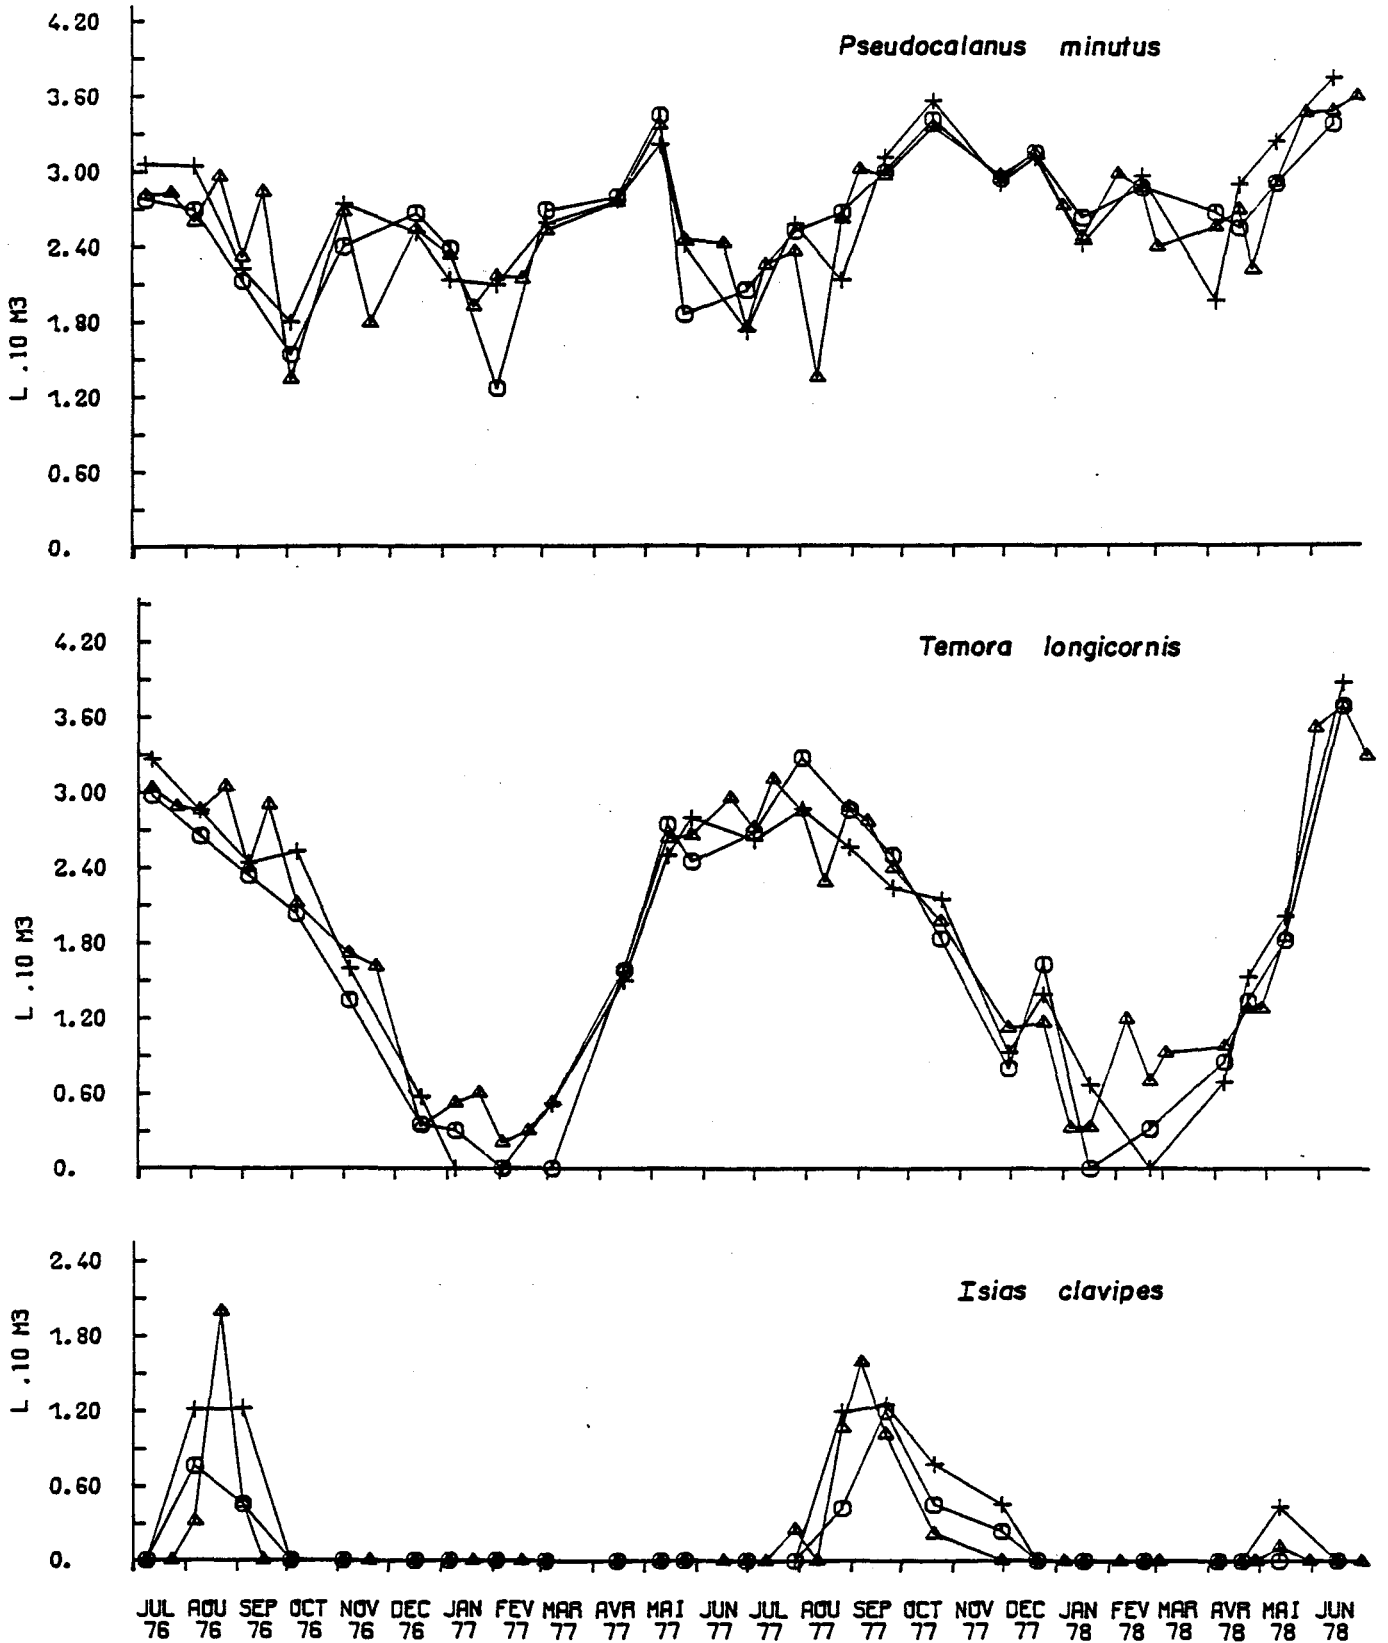 Pseudocalanus minutus
4.20
3.60
3.00
2.40
1.80
1.20
0.60
0.
L .10 M3
Temora longicornis
4.20
3.60
3.00
2.40
1.80
1.20
0.60
0.
L .10 M3
Isias clavipes
2.40
1.80
1.20
0.60
0.
L .10 M3
JUL AOU SEP OCT NOV DEC JAN FEV MAR AVR MAI JUN JUL AOU SEP OCT NOV DEC JAN FEV MAR AVR MAI JUN
76 76 76 76 76 76 77 77 77 77 77 77 77 77 77 77 77 77 78 78 78 78 78 78